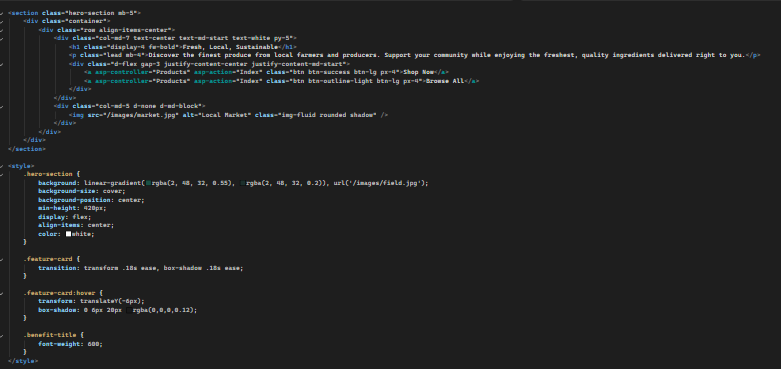 <section class="hero-section mb-5">
<div class="container">
<div class="row align-items-center">
<div class="col-md-7 text-center text-md-start text-white py-5">
<h1 class="display-4 fw-bold">Fresh, Local, Sustainable</h1>
<p class="lead mb-4">Discover the finest produce from local farmers and producers. Support your community while enjoying the freshest, quality ingredients delivered right to you.</p>
<div class="d-flex gap-3 justify-content-center justify-content-md-start">
<a asp-controller="Products" asp-action="Index" class="btn btn-success btn-lg px-4">Shop Now</a>
<a asp-controller="Products" asp-action="Index" class="btn btn-outline-light btn-lg px-4">Browse All</a>
</div>
</div>
<div class="col-md-5 d-none d-md-block">
<img src="/images/market.jpg" alt="Local Market" class="img-fluid rounded shadow" />
</div>
</div>
</div>
</section>
<style>
.hero-section {
background: linear-gradient(rgba(2, 48, 32, 0.55), rgba(2, 48, 32, 0.2)), url('/images/field.jpg');
background-size: cover;
background-position: center;
min-height: 420px;
display: flex;
align-items: center;
color: white;
}
.feature-card {
transition: transform .18s ease, box-shadow .18s ease;
}
.feature-card:hover {
transform: translateY(-6px);
box-shadow: 0 6px 20px rgba(0,0,0,0.12);
}
.benefit-title {
font-weight: 600;
}
</style>